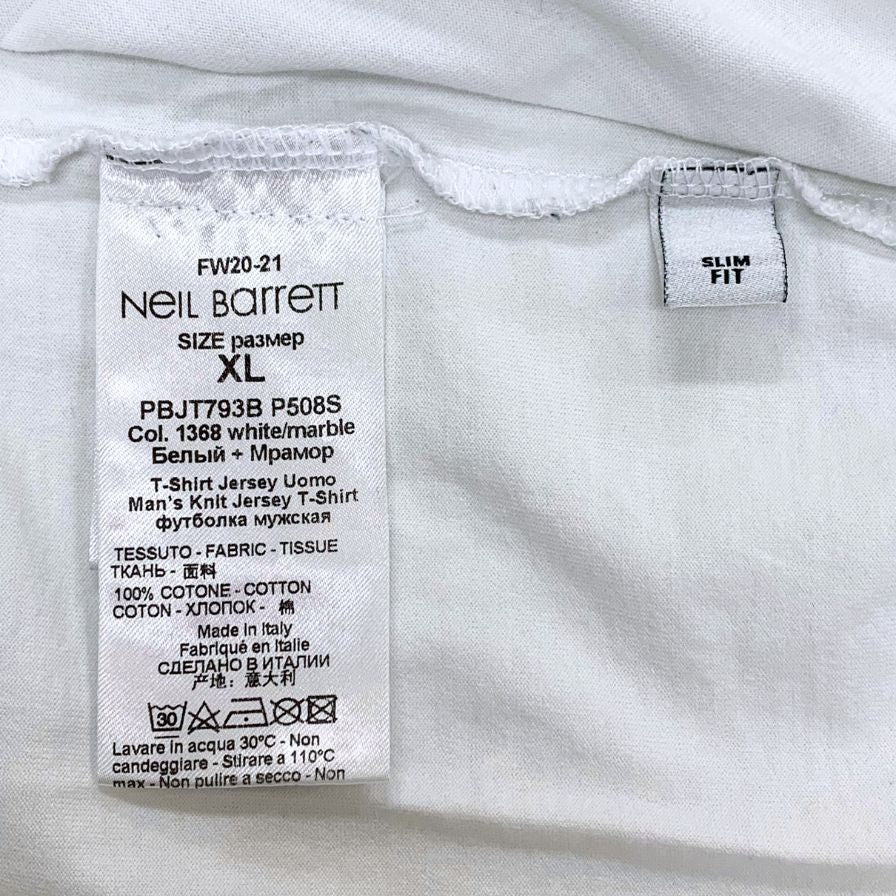 FW20-21
NEIL BARRETT
SIZE размер
XL
PBJT793B P508S
Col. 1368 white/marble
Белый + Мрамор
T-Shirt Jersey Uomo
Man's Knit Jersey T-Shirt
футболка мужская
TESSUTO - FABRIC - TISSUE
ТКАНЬ - 面料
100% COTONE - COTTON
COTON - ХЛОПОК - 棉
Made in Italy
Fabriqué en Italie
СДЕЛАНО В ИТАЛИИ
产地：意大利
30
Lavare in acqua 30°C - Non
candeggiare - Stirare a 110°C
max - Non pulire a secco - Non
SLIM
FIT